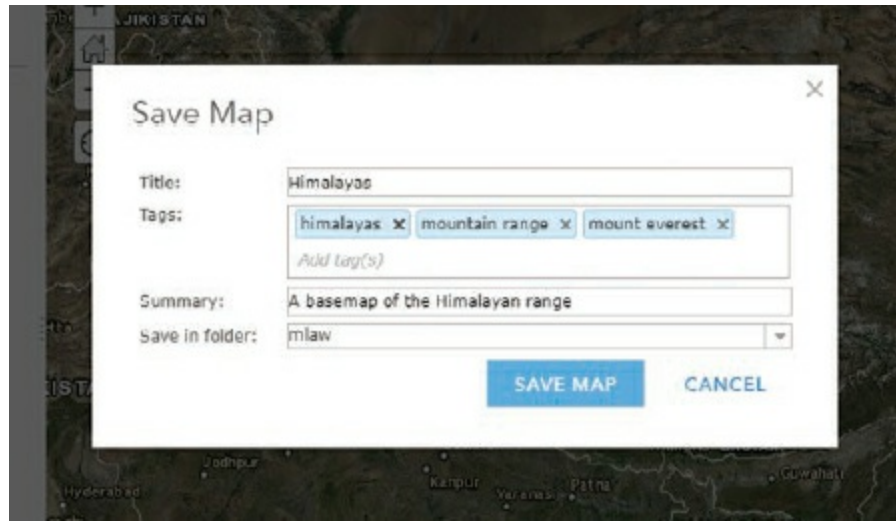 JIKISTAN
Save Map
Title:
Himalayas
Tags:
himalayas x mountain range x mount everest x
Add tag(s)
Summary:
A basemap of the Himalayan range
Save in folder:
mlaw
SAVE MAP CANCEL
Jodhpur
Kanpur
Patna
Guwahati
Hyderabad
Varanasi